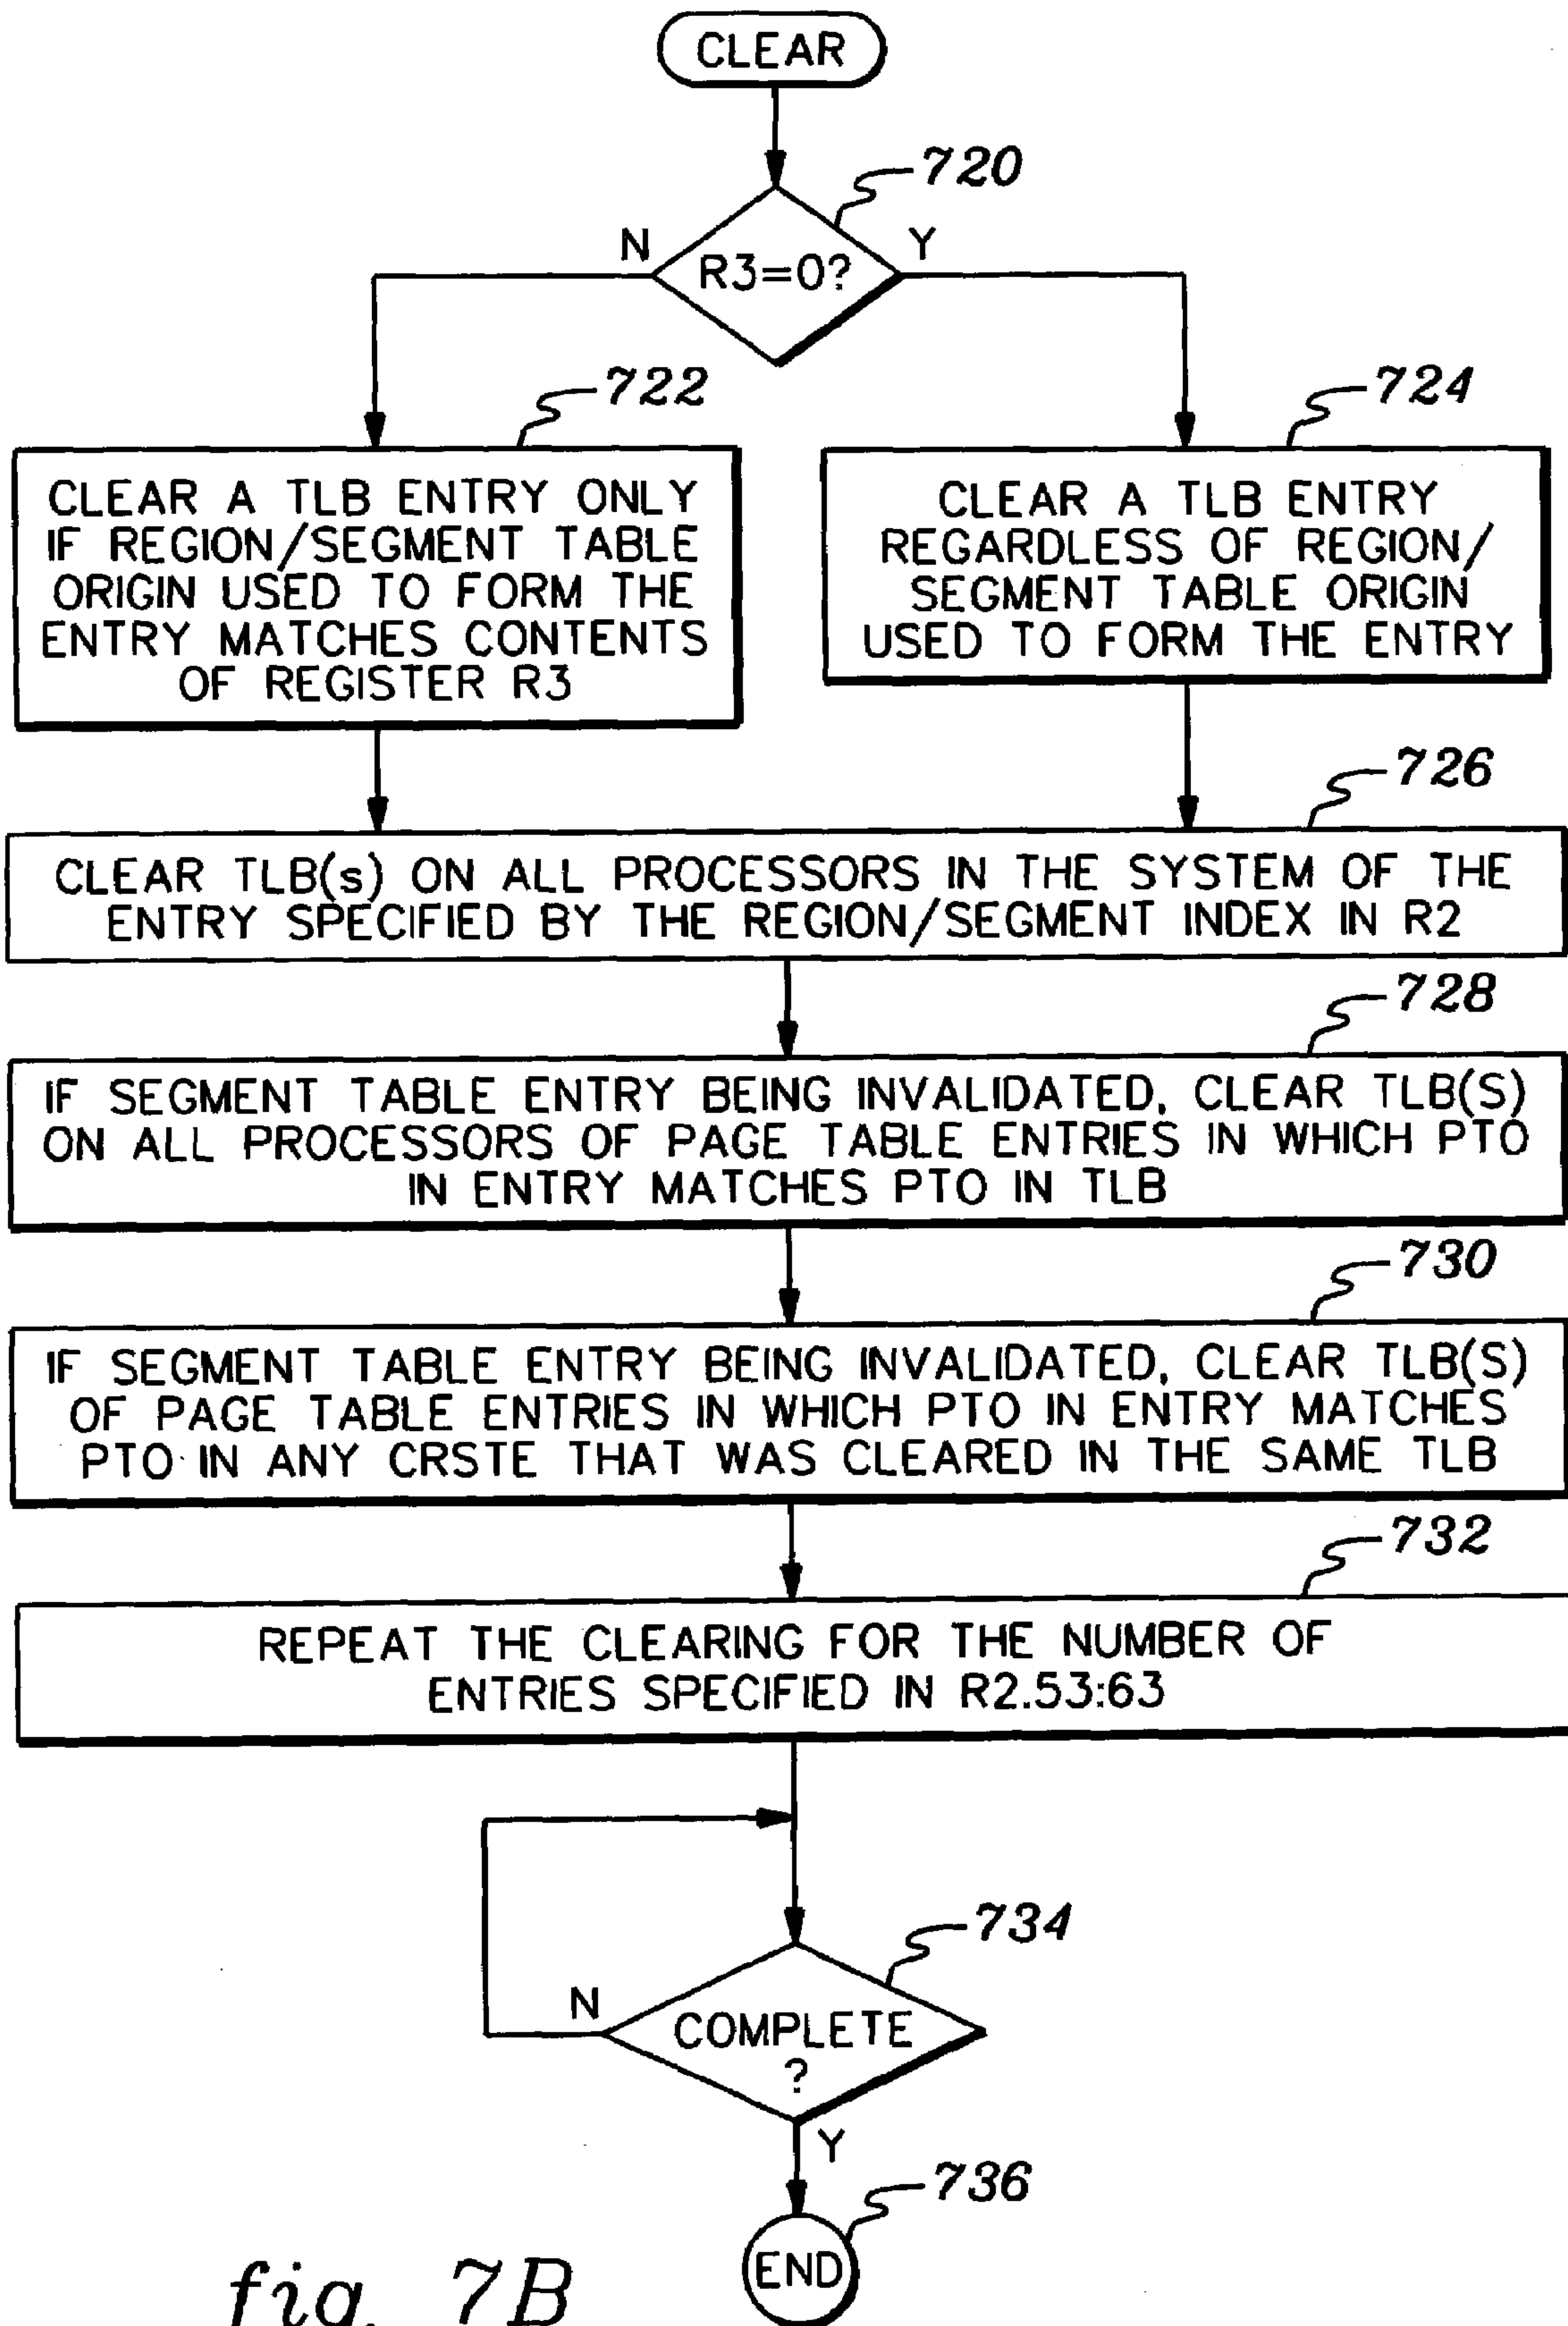 CLEAR
720
N
Y
R3=0?
722
724
CLEAR A TLB ENTRY ONLY
IF REGION/SEGMENT TABLE
ORIGIN USED TO FORM THE
ENTRY MATCHES CONTENTS
OF REGISTER R3
CLEAR A TLB ENTRY
REGARDLESS OF REGION/
SEGMENT TABLE ORIGIN
USED TO FORM THE ENTRY
726
CLEAR TLB(s) ON ALL PROCESSORS IN THE SYSTEM OF THE
ENTRY SPECIFIED BY THE REGION/SEGMENT INDEX IN R2
728
IF SEGMENT TABLE ENTRY BEING INVALIDATED, CLEAR TLB(S)
ON ALL PROCESSORS OF PAGE TABLE ENTRIES IN WHICH PTO
IN ENTRY MATCHES PTO IN TLB
730
IF SEGMENT TABLE ENTRY BEING INVALIDATED, CLEAR TLB(S)
OF PAGE TABLE ENTRIES IN WHICH PTO IN ENTRY MATCHES
PTO IN ANY CRSTE THAT WAS CLEARED IN THE SAME TLB
732
REPEAT THE CLEARING FOR THE NUMBER OF
ENTRIES SPECIFIED IN R2.53:63
734
N
COMPLETE
?
Y
736
END
fig. 7B